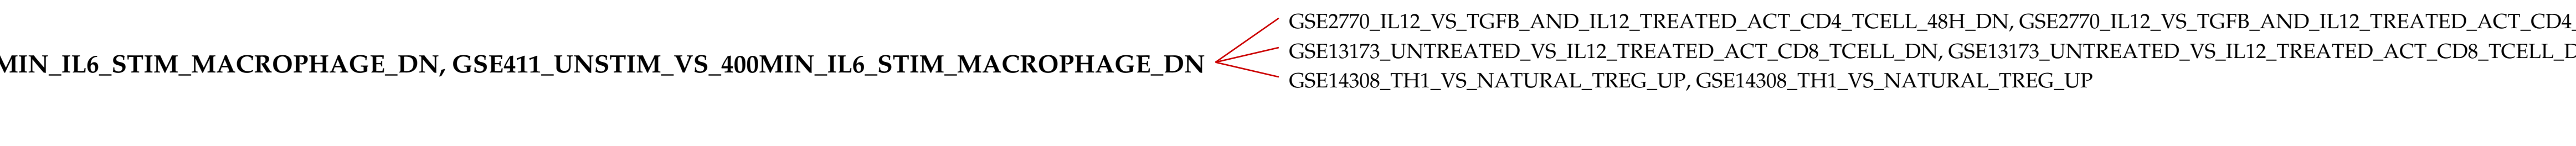 GSE2770_IL12_VS_TGFB_AND_IL12_TREATED_ACT_CD4_TCELL_48H_DN, GSE2770_IL12_VS_TGFB_AND_IL12_TREATED_ACT_CD4_
MIN_IL6_STIM_MACROPHAGE_DN, GSE411_UNSTIM_VS_400MIN_IL6_STIM_MACROPHAGE_DN
GSE13173_UNTREATED_VS_IL12_TREATED_ACT_CD8_TCELL_DN, GSE13173_UNTREATED_VS_IL12_TREATED_ACT_CD8_TCELL_D
GSE14308_TH1_VS_NATURAL_TREG_UP, GSE14308_TH1_VS_NATURAL_TREG_UP